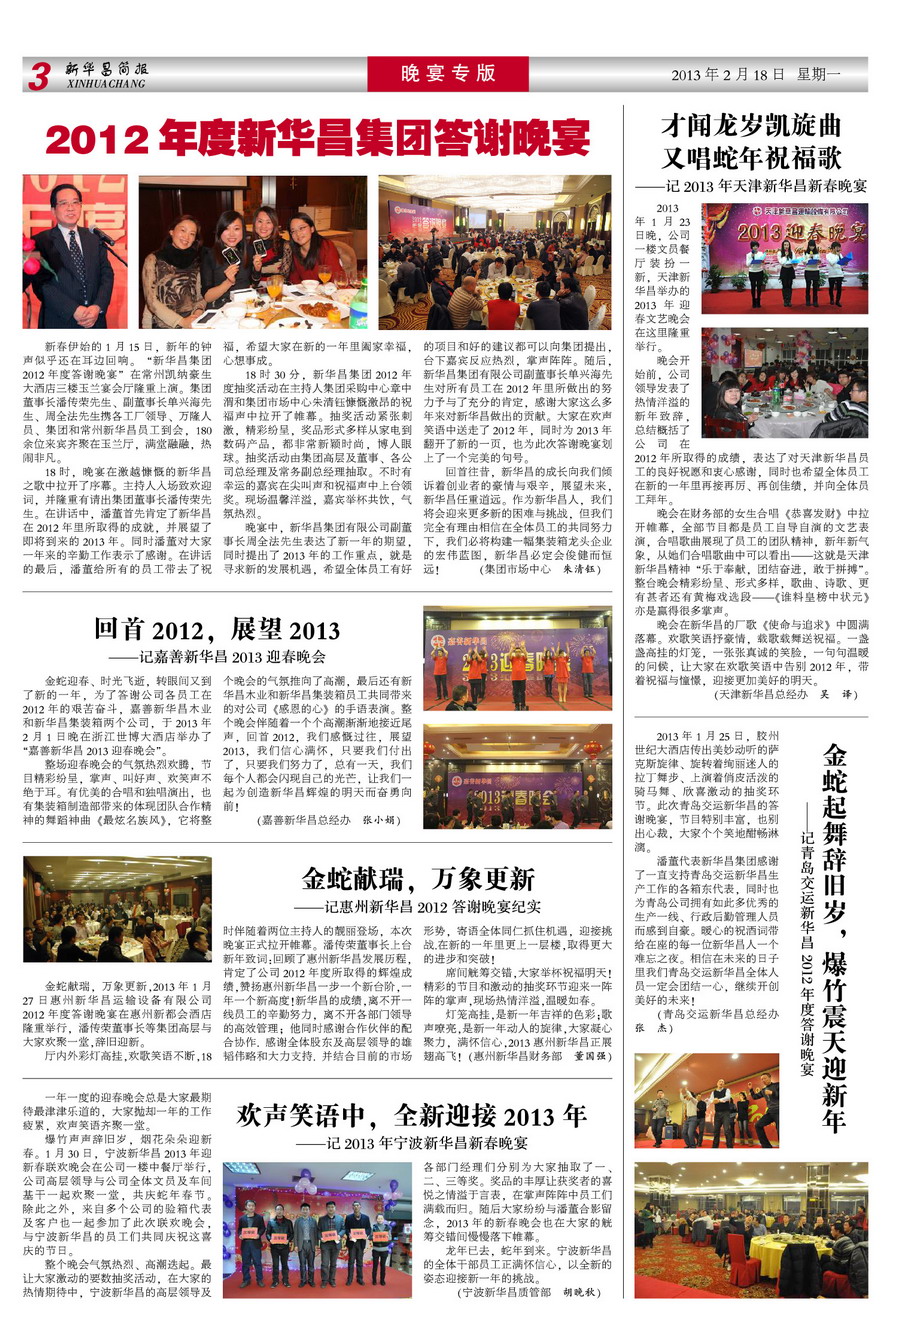 3
新华昌简报
XINHUACHANG
晚宴专版
2013 年 2 月 18 日 星期一
2012 年度新华昌集团答谢晚宴
新春伊始的 1 月 15 日，新年的钟
声似乎还在耳边回响。“新华昌集团
2012 年度答谢晚宴”在常州凯纳豪生
大酒店三楼玉兰宴会厅隆重上演。集团
董事长潘传荣先生、副董事长单兴海先
生、周全法先生携各工厂领导、万隆人
员、集团和常州新华昌员工到会，180
余位来宾齐聚在玉兰厅，满堂融融，热
闹非凡。
18 时，晚宴在激越慷慨的新华昌
之歌中拉开了序幕。主持人入场致欢迎
词，并隆重有请出集团董事长潘传荣先
生。在讲话中，潘董首先肯定了新华昌
在 2012 年里所取得的成就，并展望了
即将到来的 2013 年。同时潘董对大家
一年来的辛勤工作表示了感谢。在讲话
的最后，潘董给所有的员工带去了祝
福，希望大家在新的一年里阖家幸福，
心想事成。
18 时 30 分，新华昌集团 2012 年
度抽奖活动在主持人集团采购中心章中
渭和集团市场中心朱清钰慷慨激昂的祝
福声中拉开了帷幕。抽奖活动紧张刺
激，精彩纷呈，奖品形式多样从家电到
数码产品，都非常新颖时尚，博人眼
球。抽奖活动由集团高层及董事、各公
司总经理及常务副总经理抽取。不时有
幸运的嘉宾在尖叫声和祝福声中上台领
奖。现场温馨洋溢，嘉宾举杯共饮，气
氛热烈。
晚宴中，新华昌集团有限公司副董
事长周全法先生表达了新一年的期望，
同时提出了 2013 年的工作重点，就是
寻求新的发展机遇，希望全体员工有好
的项目和好的建议都可以向集团提出，
台下嘉宾反应热烈，掌声阵阵。随后，
新华昌集团有限公司副董事长单兴海先
生对所有员工在 2012 年里所做出的努
力予与了充分的肯定，感谢大家这么多
年来对新华昌做出的贡献。大家在欢声
笑语中送走了 2012 年，同时为 2013 年
翻开了新的一页，也为此次答谢晚宴划
上了一个完美的句号。
回首往昔，新华昌的成长向我们倾
诉着创业者的豪情与艰辛，展望未来，
新华昌任重道远。作为新华昌人，我们
将会迎来更多新的困难与挑战，但我们
完全有理由相信在全体员工的共同努力
下，我们必将构建一幅集装箱龙头企业
的宏伟蓝图，新华昌必定会俊健而恒
远！ （集团市场中心 朱清钰）
才闻龙岁凯旋曲
又唱蛇年祝福歌
——记 2013 年天津新华昌新春晚宴
2013
年 1 月 23
日晚，公司
一楼文员餐
厅装扮一
新，天津新
华昌举办的
2013 年迎
春文艺晚会
在这里隆重
举行。
晚会开
始前，公司
领导发表了
热情洋溢的
新年致辞，
总结概括了
公司在
2012 年所取得的成绩，表达了对天津新华昌员
工的良好祝愿和衷心感谢，同时也希望全体员工
在新的一年里再接再厉、再创佳绩，并向全体员
工拜年。
晚会在财务部的女生合唱《恭喜发财》中拉
开帷幕，全部节目都是员工自导自演的文艺表
演，合唱歌曲展现了员工的团队精神，新年新气
象，从她们合唱歌曲中可以看出——这就是天津
新华昌精神“乐于奉献，团结奋进，敢于拼搏”。
整台晚会精彩纷呈、形式多样，歌曲、诗歌、更
有甚者还有黄梅戏选段——《谁料皇榜中状元》
亦是赢得很多掌声。
晚会在新华昌的厂歌《使命与追求》中圆满
落幕。欢歌笑语抒豪情，载歌载舞送祝福。一盏
盏高挂的灯笼，一张张真诚的笑脸，一句句温暖
的问候，让大家在欢歌笑语中告别 2012 年，带
着祝福与憧憬，迎接更加美好的明天。
（天津新华昌总经办 吴 译）
天津新华昌运输设备有限公司
2013迎春晚宴
回首 2012，展望 2013
——记嘉善新华昌 2013 迎春晚会
金蛇迎春、时光飞逝，转眼间又到
了新的一年，为了答谢公司各员工在
2012 年的艰苦奋斗，嘉善新华昌木业
和新华昌集装箱两个公司，于 2013 年
2 月 1 日晚在浙江世博大酒店举办了
“嘉善新华昌 2013 迎春晚会”。
整场迎春晚会的气氛热烈欢腾，节
目精彩纷呈，掌声、叫好声、欢笑声不
绝于耳。有优美的合唱和独唱演出，也
有集装箱制造部带来的体现团队合作精
神的舞蹈神曲《最炫名族风》，它将整
个晚会的气氛推向了高潮，最后还有新
华昌木业和新华昌集装箱员工共同带来
的对公司《感恩的心》的手语表演。整
个晚会伴随着一个个高潮渐渐地接近尾
声，回首 2012，我们感慨过往，展望
2013，我们信心满怀，只要我们付出
了，只要我们努力了，总有一天，我们
每个人都会闪现自己的光芒，让我们一
起为创造新华昌辉煌的明天而奋勇向
前！
（嘉善新华昌总经办 张小娟）
金蛇献瑞，万象更新
——记惠州新华昌 2012 答谢晚宴纪实
金蛇献瑞，万象更新,2013 年 1 月
27 日惠州新华昌运输设备有限公司
2012 年度答谢晚宴在惠州新都会酒店
隆重举行，潘传荣董事长等集团高层与
大家欢聚一堂,辞旧迎新。
厅内外彩灯高挂,欢歌笑语不断,18
时伴随着两位主持人的靓丽登场，本次
晚宴正式拉开帷幕。潘传荣董事长上台
新年致词:回顾了惠州新华昌发展历程，
肯定了公司 2012 年度所取得的辉煌成
绩,赞扬惠州新华昌一步一个新台阶,一
年一个新高度!新华昌的成绩,离不开一
线员工的辛勤努力，离不开各部门领导
的高效管理；他同时感谢合作伙伴的配
合协作. 感谢全体股东及高层领导的雄
韬伟略和大力支持. 并结合目前的市场
形势，寄语全体同仁抓住机遇，迎接挑
战,在新的一年里更上一层楼,取得更大
的进步和突破!
席间觥筹交错,大家举杯祝福明天!
精彩的节目和激动的抽奖环节迎来一阵
阵的掌声,现场热情洋溢,温暖如春。
灯笼高挂,是新一年吉祥的色彩;歌
声嘹亮,是新一年动人的旋律,大家凝心
聚力，满怀信心,2013 惠州新华昌正展
翅高飞!（惠州新华昌财务部 董国强）
2013 年 1 月 25 日，胶州
世纪大酒店传出美妙动听的萨
克斯旋律、旋转着绚丽迷人的
拉丁舞步、上演着俏皮活泼的
骑马舞、欣喜激动的抽奖环
节。此次青岛交运新华昌的答
谢晚宴，节目特别丰富，也别
出心裁，大家个个笑地酣畅淋
漓。
潘董代表新华昌集团感谢
了一直支持青岛交运新华昌生
产工作的各箱东代表，同时也
为青岛公司拥有如此多优秀的
生产一线、行政后勤管理人员
而感到自豪。暖心的祝酒词带
给在座的每一位新华昌人一个
难忘之夜。相信在未来的日子
里我们青岛交运新华昌全体人
员一定会团结一心，继续开创
美好的未来！
（青岛交运新华昌总经办
张 杰）
金蛇起舞辞旧岁，爆竹震天迎新年
——记青岛交运新华昌 2012 年度答谢晚宴
欢声笑语中，全新迎接 2013 年
——记 2013 年宁波新华昌新春晚宴
一年一度的迎春晚会总是大家最期
待最津津乐道的，大家抛却一年的工作
疲累，欢声笑语齐聚一堂。
爆竹声声辞旧岁，烟花朵朵迎新
春。1 月 30 日，宁波新华昌 2013 年迎
新春联欢晚会在公司一楼中餐厅举行，
公司高层领导与公司全体文员及车间
基干一起欢聚一堂，共庆蛇年春节。
除此之外，来自多个公司的验箱代表
及客户也一起参加了此次联欢晚会，
与宁波新华昌的员工们共同庆祝这喜
庆的节日。
整个晚会气氛热烈、高潮迭起。最
让大家激动的要数抽奖活动，在大家的
热情期待中，宁波新华昌的高层领导及
各部门经理们分别为大家抽取了一、
二、三等奖。奖品的丰厚让获奖者的喜
悦之情溢于言表，在掌声阵阵中员工们
满载而归。随后大家纷纷与潘董合影留
念，2013 年的新春晚会也在大家的觥
筹交错间慢慢落下帷幕。
龙年已去，蛇年到来。宁波新华昌
的全体干部员工正满怀信心，以全新的
姿态迎接新一年的挑战。
（宁波新华昌质管部 胡晚秋）